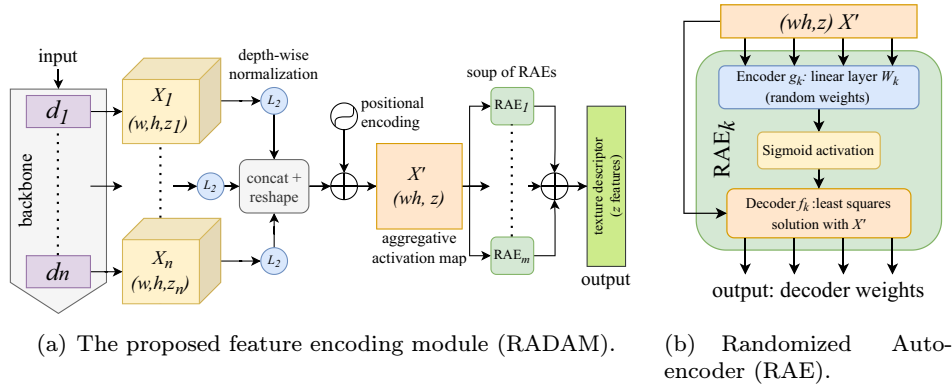 input
backbone
d1
dn
X1
(w,h,z1)
Xn
(w,h,zn)
depth-wise
normalization
L2
L2
L2
concat +
reshape
positional
encoding
X'
(wh, z)
aggregative
activation map
soup of RAEs
RAE1
RAEm
texture descriptor
(z features)
output
(a) The proposed feature encoding module (RADAM).
(wh,z) X'
RAEk
Encoder gk: linear layer Wk
(random weights)
Sigmoid activation
Decoder fk:least squares
solution with X'
output: decoder weights
(b) Randomized Auto-
encoder (RAE).